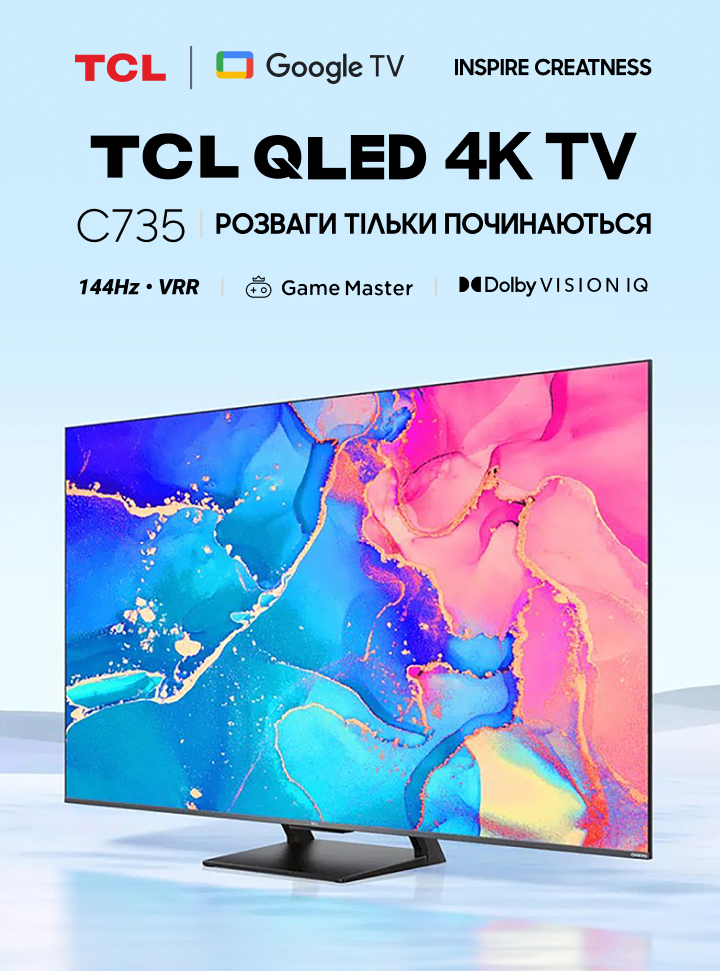 TCL | Google TV INSPIRE CREATNESS
TCL QLED 4K TV
C735 | РОЗВАГИ ТІЛЬКИ ПОЧИНАЮТЬСЯ
144Hz • VRR | Game Master | Dolby VISION IQ